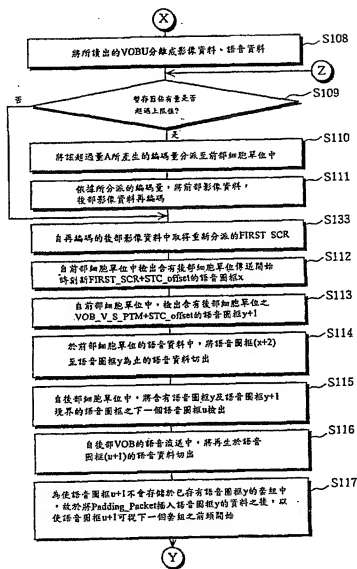 X
S108
將所讀出的VOBU分離成影像資料、語音資料
Z
S109
否
暫存器佔有量是否
超過上限值?
是
S110
將該超過量A所產生的編碼量分派至前部細胞單位中
S111
依據所分派的編碼量,將前部影像資料,
後部影像資料再編碼
S133
自再編碼的後部影像資料中取得重新分派的FIRST SCR
S112
自前部細胞單位中檢出含有後部細胞單位傳送開始
時刻新FIRST_SCR+STC_offset的語音圖框x
S113
自前部細胞單位中,檢出含有後部細胞單位之
VOB_V_S_PTM+STC_offset的語音圖框y+1
S114
於前部細胞單位的語音資料中,將語音圖框(x+2)
至語音圖框y為止的語音資料切出
S115
自後部細胞單位中,將含有語音圖框y及語音圖框y+1
境界的語音圖框之下一個語音圖框u檢出
S116
自後部VOB的語音流送中,將再生於語音
圖框(u+1)的語音資料切出
S117
為使語音圖框u+1不會存儲於已存有語音圖框y的套組中
,故於將Padding_Packet插入語音圖框y的資料之後,以
使語音圖框u+1可從下一個套組之前頭開始
Y